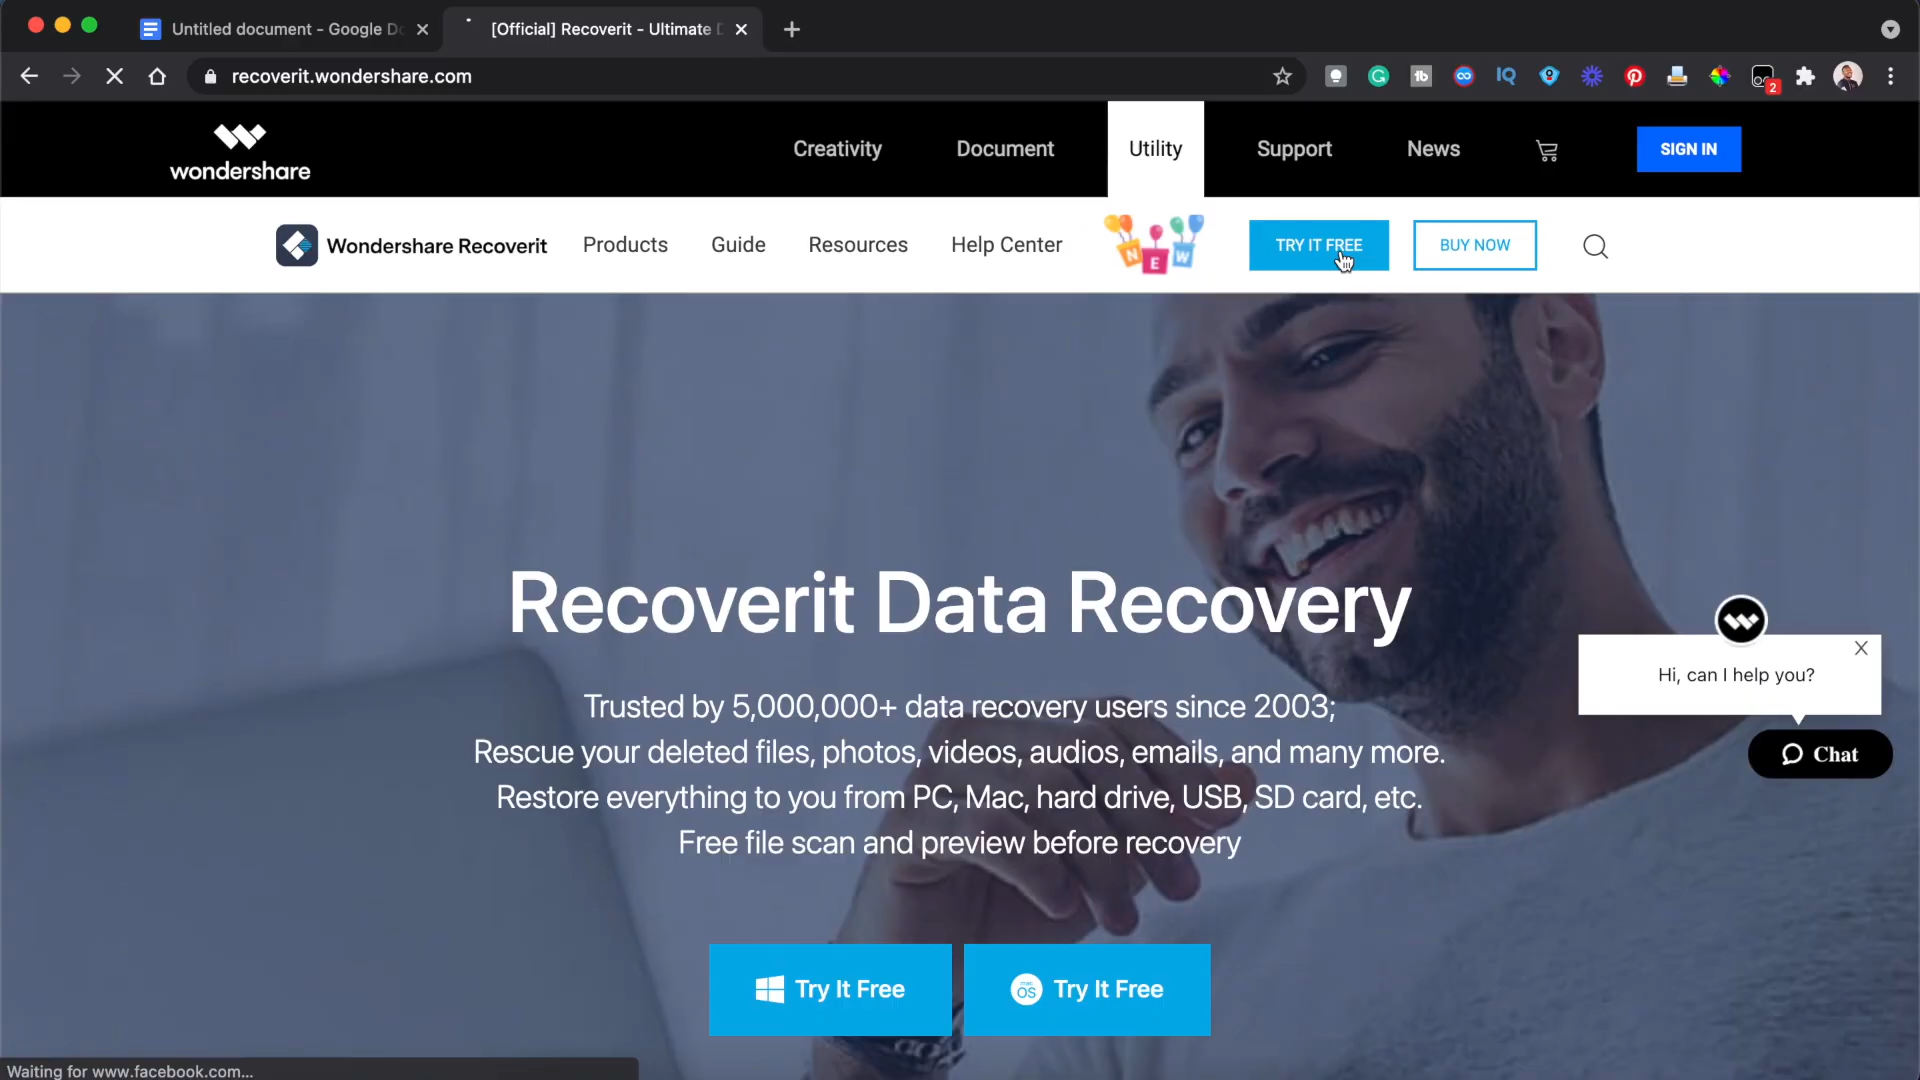 Untitled document - Google Do
[Official] Recoverit - Ultimate D
recoverit.wondershare.com
2
wondershare
Creativity
Document
Utility
Support
News
SIGN IN
Wondershare Recoverit
Products
Guide
Resources
Help Center
NEW
TRY IT FREE
BUY NOW
Recoverit Data Recovery
Trusted by 5,000,000+ data recovery users since 2003;
Rescue your deleted files, photos, videos, audios, emails, and many more.
Restore everything to you from PC, Mac, hard drive, USB, SD card, etc.
Free file scan and preview before recovery
Hi, can I help you?
Chat
Try It Free
OS Try It Free
Waiting for www.facebook.com...